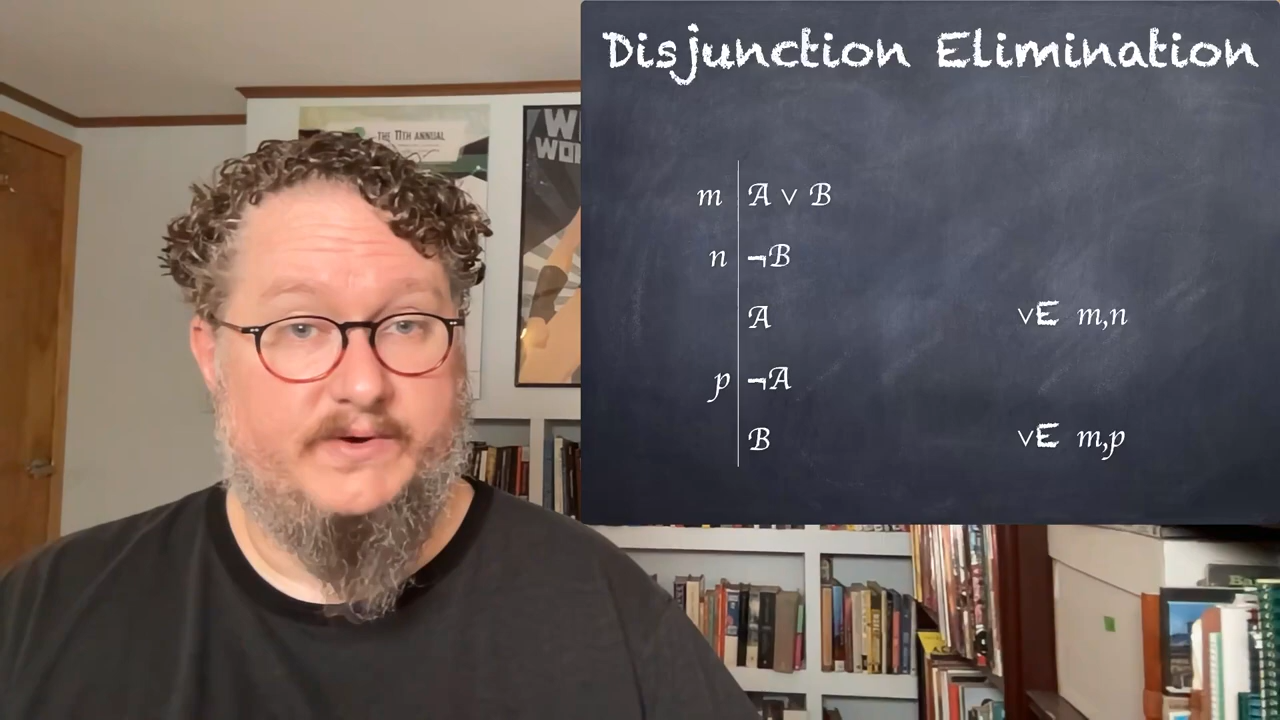 Disjunction Elimination
THE 11TH ANNUAL
m A ∨ B
n ¬B
A ∨E m,n
p ¬A
B ∨E m,p